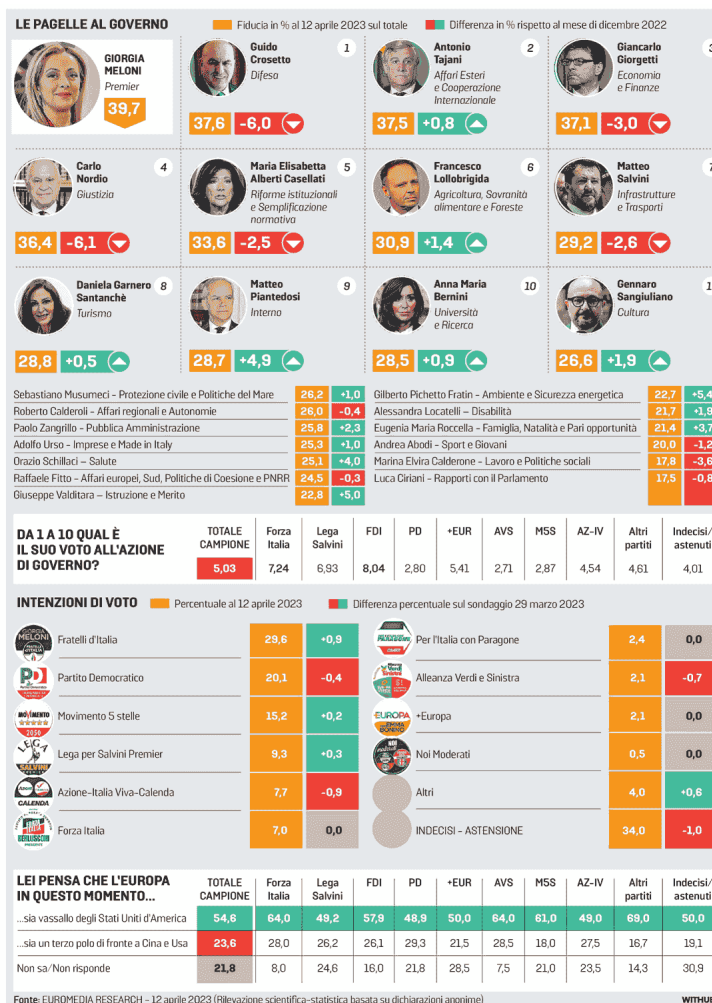 LE PAGELLE AL GOVERNO
Fiducia in % al 12 aprile 2023 sul totale
Differenza in % rispetto al mese di dicembre 2022
GIORGIA
MELONI
Premier
39,7
Guido
Crosetto
Difesa
1
37,6 -6,0
Antonio
Tajani
Affari Esteri
e Cooperazione
Internazionale
2
37,5 +0,8
Giancarlo
Giorgetti
Economia
e Finanze
37,1 -3,0
Carlo
Nordio
Giustizia
4
36,4 -6,1
Maria Elisabetta
Alberti Casellati
Riforme istituzionali
e Semplificazione
normativa
5
33,6 -2,5
Francesco
Lollobrigida
Agricoltura, Sovranità
alimentare e Foreste
6
30,9 +1,4
Matteo
Salvini
Infrastrutture
e Trasporti
29,2 -2,6
Daniela Garnero
Santanchè
Turismo
8
28,8 +0,5
Matteo
Piantedosi
Interno
9
28,7 +4,9
Anna Maria
Bernini
Università
e Ricerca
10
28,5 +0,9
Gennaro
Sangiuliano
Cultura
26,6 +1,9
Sebastiano Musumeci – Protezione civile e Politiche del Mare 26,2 +1,0
Roberto Calderoli – Affari regionali e Autonomie 26,0 -0,4
Paolo Zangrillo – Pubblica Amministrazione 25,8 +2,3
Adolfo Urso – Imprese e Made in Italy 25,3 +1,0
Orazio Schillaci – Salute 25,1 +4,0
Raffaele Fitto – Affari europei, Sud, Politiche di Coesione e PNRR 24,5 -0,3
Giuseppe Valditara – Istruzione e Merito 22,8 +5,0
Gilberto Pichetto Fratin – Ambiente e Sicurezza energetica 22,7 +5,4
Alessandra Locatelli – Disabilità 21,7 +1,9
Eugenia Maria Roccella – Famiglia, Natalità e Pari opportunità 21,4 +3,7
Andrea Abodi – Sport e Giovani 20,0 -1,2
Marina Elvira Calderone – Lavoro e Politiche sociali 17,8 -3,6
Luca Ciriani – Rapporti con il Parlamento 17,5 -0,8
DA 1 A 10 QUAL È
IL SUO VOTO ALL'AZIONE
DI GOVERNO?
TOTALE CAMPIONE Forza Italia Lega Salvini FDI PD +EUR AVS M5S AZ-IV Altri partiti Indecisi/ astenuti
5,03 7,24 6,93 8,04 2,80 5,41 2,71 2,87 4,54 4,61 4,01
INTENZIONI DI VOTO
Percentuale al 12 aprile 2023
Differenza percentuale sul sondaggio 29 marzo 2023
Fratelli d'Italia 29,6 +0,9
Partito Democratico 20,1 -0,4
Movimento 5 stelle 15,2 +0,2
Lega per Salvini Premier 9,3 +0,3
Azione-Italia Viva-Calenda 7,7 -0,9
Forza Italia 7,0 0,0
Per l'Italia con Paragone 2,4 0,0
Alleanza Verdi e Sinistra 2,1 -0,7
+Europa 2,1 0,0
Noi Moderati 0,5 0,0
Altri 4,0 +0,6
INDECISI – ASTENSIONE 34,0 -1,0
LEI PENSA CHE L'EUROPA
IN QUESTO MOMENTO...
TOTALE CAMPIONE Forza Italia Lega Salvini FDI PD +EUR AVS M5S AZ-IV Altri partiti Indecisi/ astenuti
...sia vassallo degli Stati Uniti d'America 54,6 64,0 49,2 57,9 48,9 50,0 64,0 61,0 49,0 69,0 50,0
...sia un terzo polo di fronte a Cina e Usa 23,6 28,0 26,2 26,1 29,3 21,5 28,5 18,0 27,5 16,7 19,1
Non sa/Non risponde 21,8 8,0 24,6 16,0 21,8 28,5 7,5 21,0 23,5 14,3 30,9
Fonte: EUROMEDIA RESEARCH – 12 aprile 2023 (Rilevazione scientifica-statistica basata su dichiarazioni anonime)
WITHUB